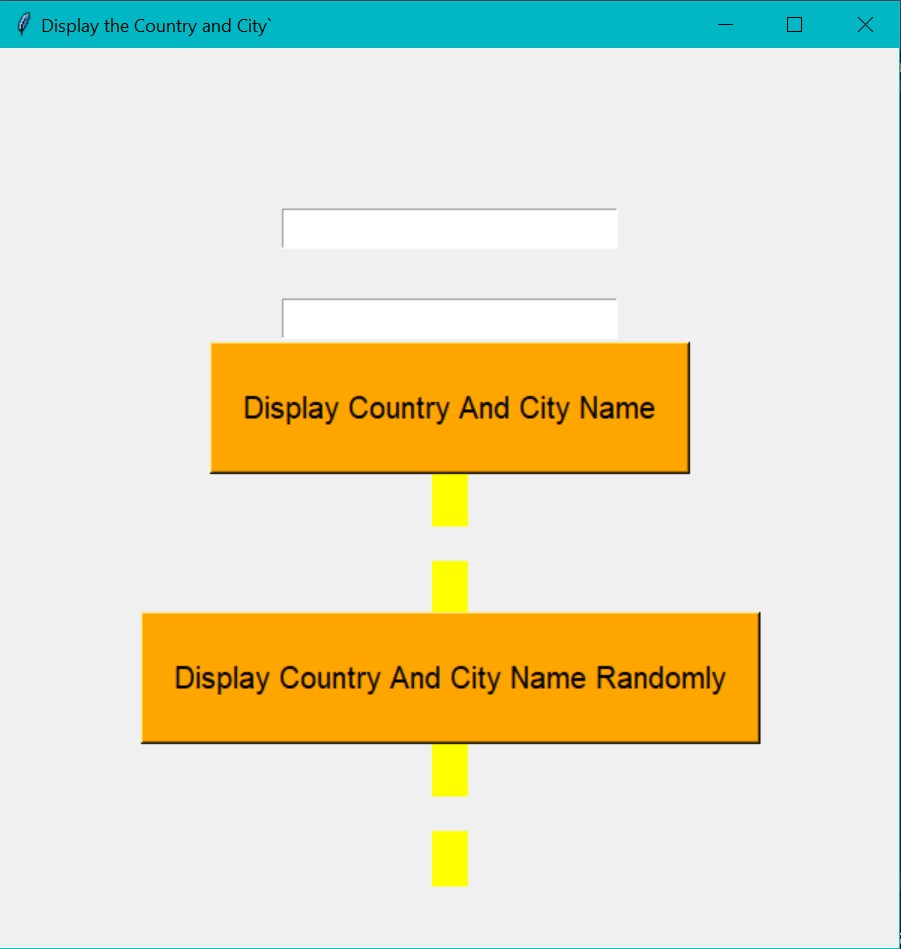 Display the Country and City`
Display Country And City Name
Display Country And City Name Randomly